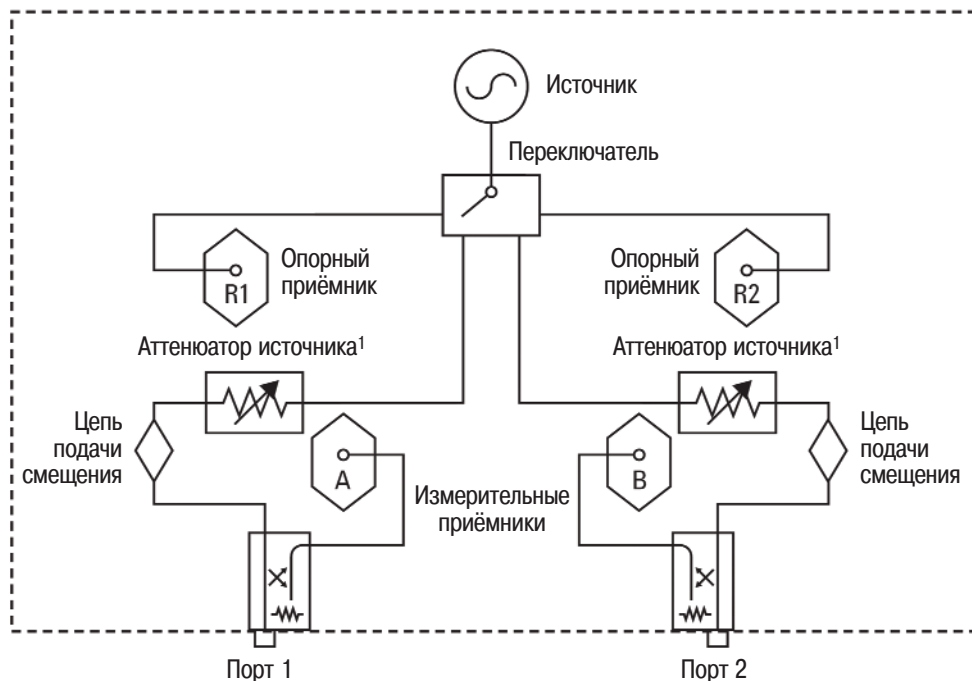 Источник
Переключатель
Опорный
приёмник
R1
Опорный
приёмник
R2
Аттенюатор источника¹
Аттенюатор источника¹
Цепь
подачи
смещения
A
Измерительные
приёмники
B
Цепь
подачи
смещения
Порт 1
Порт 2